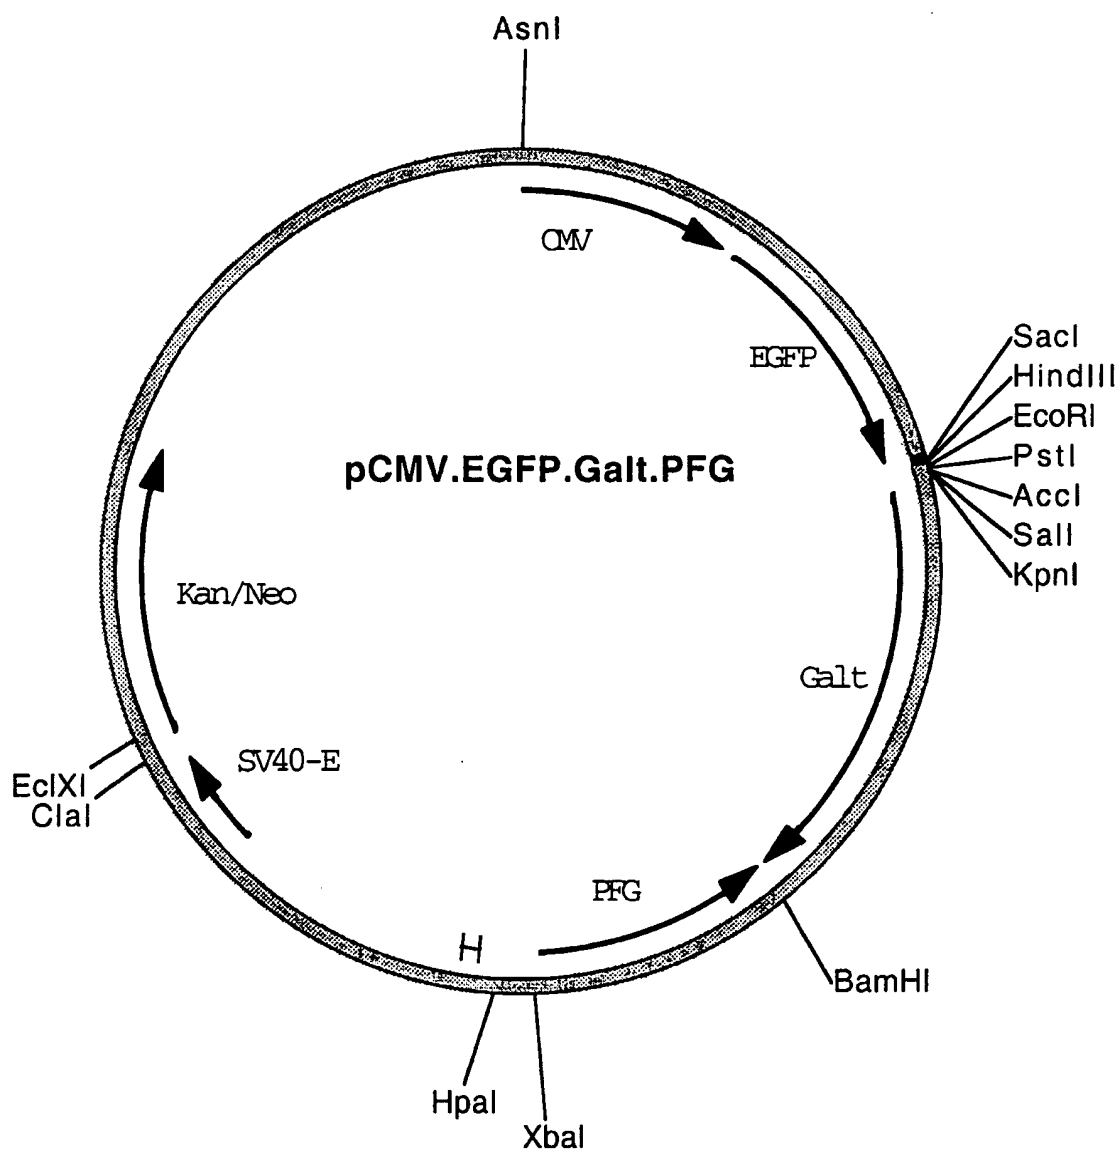 AsnI
CMV
EGFP
SacI
HindIII
EcoRI
PstI
AccI
SalI
KpnI
pCMV.EGFP.Galt.PFG
Kan/Neo
Galt
SV40-E
EclXI
ClaI
PFG
H
BamHI
HpaI
XbaI